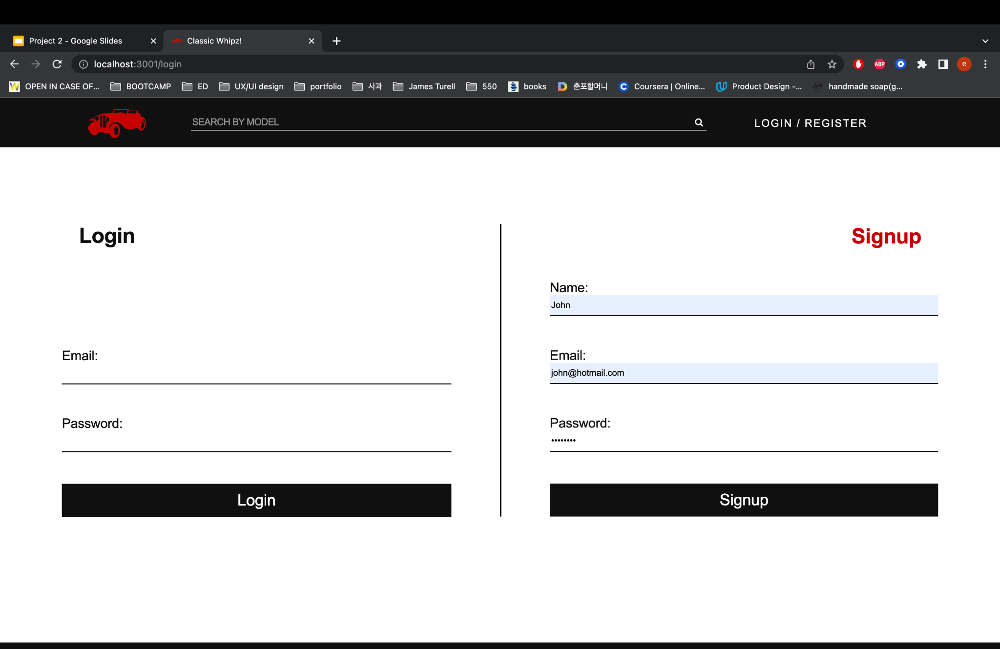 Project 2 - Google Slides
Classic Whipz!
localhost:3001/login
ABP
e
OPEN IN CASE OF...
BOOTCAMP
ED
UX/UI design
portfolio
사과
James Turell
550
books
춘포할머니
Coursera | Online...
Product Design -...
handmade soap(g...
SEARCH BY MODEL
LOGIN / REGISTER
Login
Signup
Name:
John
Email:
Email:
john@hotmail.com
Password:
Password:
••••••••
Login
Signup